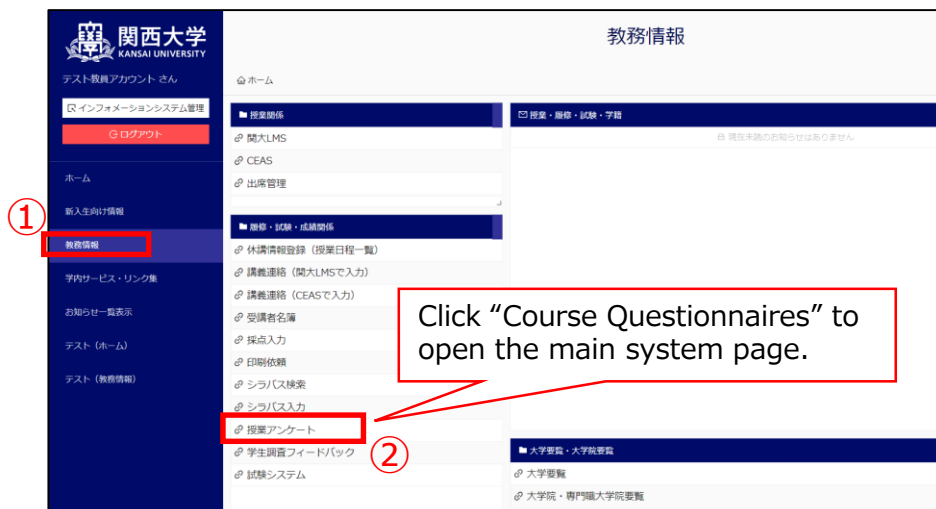 関西大学
KANSAI UNIVERSITY
テスト教員アカウント さん
インフォメーションシステム管理
ログアウト
ホーム
新入生向け情報
①
教務情報
学内サービス・リンク集
お知らせ一覧表示
テスト（ホーム）
テスト（教務情報）
教務情報
ホーム
授業関係
関大LMS
CEAS
出席管理
履修・試験・成績関係
休講情報登録（授業日程一覧）
講義連絡（関大LMSで入力）
講義連絡（CEASで入力）
受講者名簿
採点入力
印刷依頼
シラバス検索
シラバス入力
授業アンケート
②
学生調査フィードバック
試験システム
授業・履修・試験・学籍
現在未読のお知らせはありません
Click “Course Questionnaires” to
open the main system page.
大学要覧・大学院要覧
大学要覧
大学院・専門職大学院要覧